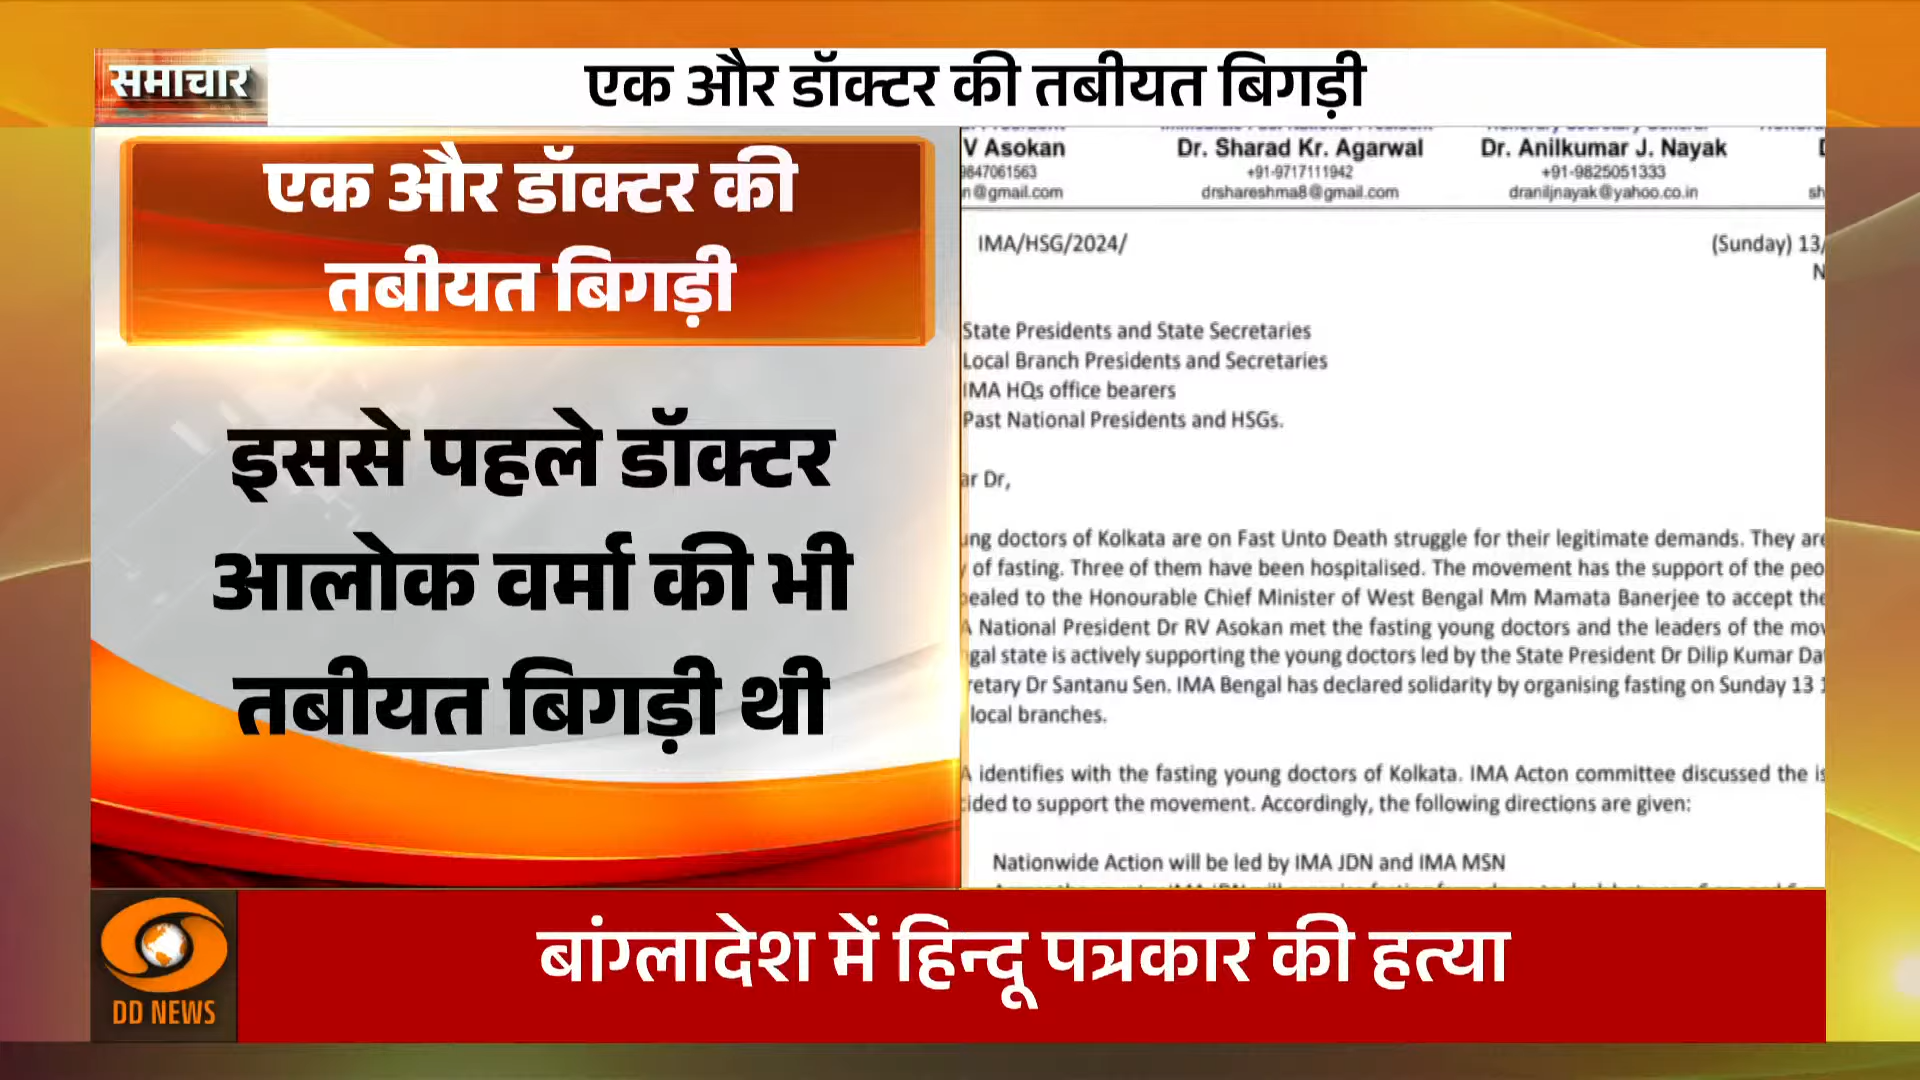 समाचार
एक और डॉक्टर की तबीयत बिगड़ी
एक और डॉक्टर की
तबीयत बिगड़ी
इससे पहले डॉक्टर
आलोक वर्मा की भी
तबीयत बिगड़ी थी
V Asokan
9847061563
n@gmail.com
Dr. Sharad Kr. Agarwal
+91-9717111942
drshareshma8@gmail.com
Dr. Anilkumar J. Nayak
+91-9825051333
draniljnayak@yahoo.co.in
sh
IMA/HSG/2024/ (Sunday) 13/
N
State Presidents and State Secretaries
Local Branch Presidents and Secretaries
IMA HQs office bearers
Past National Presidents and HSGs.
ar Dr,
ung doctors of Kolkata are on Fast Unto Death struggle for their legitimate demands. They are
of fasting. Three of them have been hospitalised. The movement has the support of the peo
pealed to the Honourable Chief Minister of West Bengal Mm Mamata Banerjee to accept the
A National President Dr RV Asokan met the fasting young doctors and the leaders of the mov
gal state is actively supporting the young doctors led by the State President Dr Dilip Kumar Da
retary Dr Santanu Sen. IMA Bengal has declared solidarity by organising fasting on Sunday 13 1
local branches.
A identifies with the fasting young doctors of Kolkata. IMA Acton committee discussed the is
cided to support the movement. Accordingly, the following directions are given:
Nationwide Action will be led by IMA JDN and IMA MSN
DD NEWS
बांग्लादेश में हिन्दू पत्रकार की हत्या